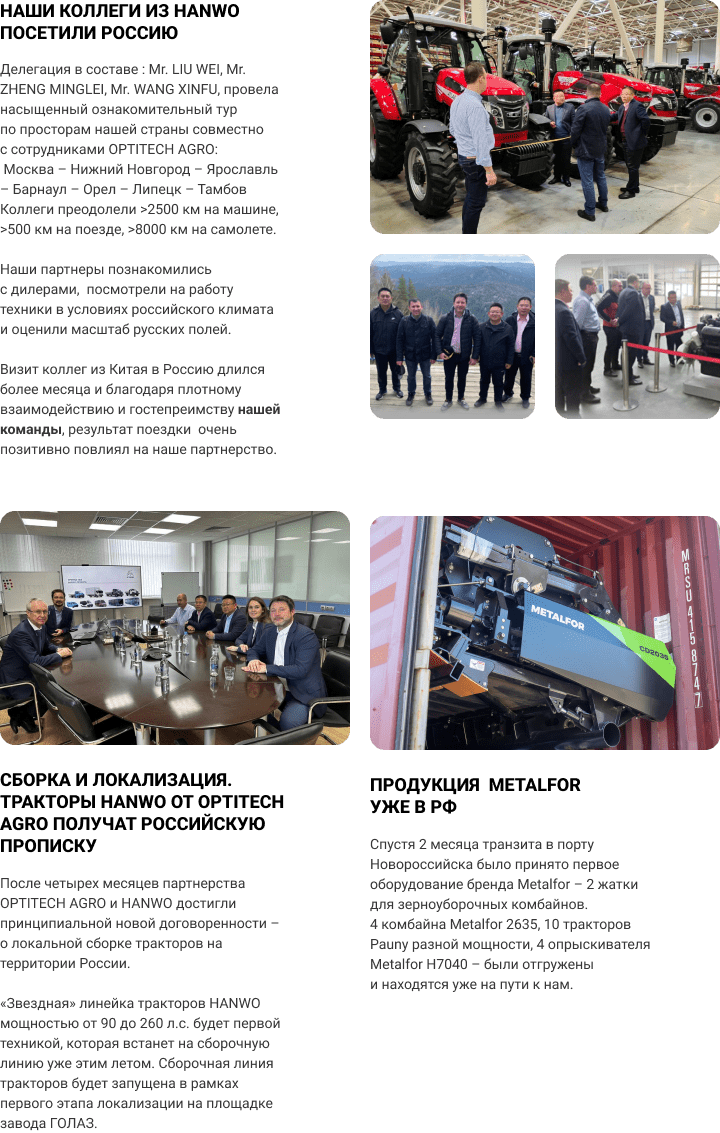 НАШИ КОЛЛЕГИ ИЗ HANWO
ПОСЕТИЛИ РОССИЮ
Делегация в составе : Mr. LIU WEI, Mr.
ZHENG MINGLEI, Mr. WANG XINFU, провела
насыщенный ознакомительный тур
по просторам нашей страны совместно
с сотрудниками OPTITECH AGRO:
Москва – Нижний Новгород – Ярославль
– Барнаул – Орел – Липецк – Тамбов
Коллеги преодолели >2500 км на машине,
>500 км на поезде, >8000 км на самолете.
Наши партнеры познакомились
с дилерами, посмотрели на работу
техники в условиях российского климата
и оценили масштаб русских полей.
Визит коллег из Китая в Россию длился
более месяца и благодаря плотному
взаимодействию и гостепреимству нашей
команды, результат поездки очень
позитивно повлиял на наше партнерство.
METALFOR
CD2035
MRSU 415 8747
СБОРКА И ЛОКАЛИЗАЦИЯ.
ТРАКТОРЫ HANWO ОТ OPTITECH
AGRO ПОЛУЧАТ РОССИЙСКУЮ
ПРОПИСКУ
После четырех месяцев партнерства
OPTITECH AGRO и HANWO достигли
принципиальной новой договоренности –
о локальной сборке тракторов на
территории России.
«Звездная» линейка тракторов HANWO
мощностью от 90 до 260 л.с. будет первой
техникой, которая встанет на сборочную
линию уже этим летом. Сборочная линия
тракторов будет запущена в рамках
первого этапа локализации на площадке
завода ГОЛАЗ.
ПРОДУКЦИЯ METALFOR
УЖЕ В РФ
Спустя 2 месяца транзита в порту
Новороссийска было принято первое
оборудование бренда Metalfor – 2 жатки
для зерноуборочных комбайнов.
4 комбайна Metalfor 2635, 10 тракторов
Pauny разной мощности, 4 опрыскивателя
Metalfor H7040 – были отгружены
и находятся уже на пути к нам.